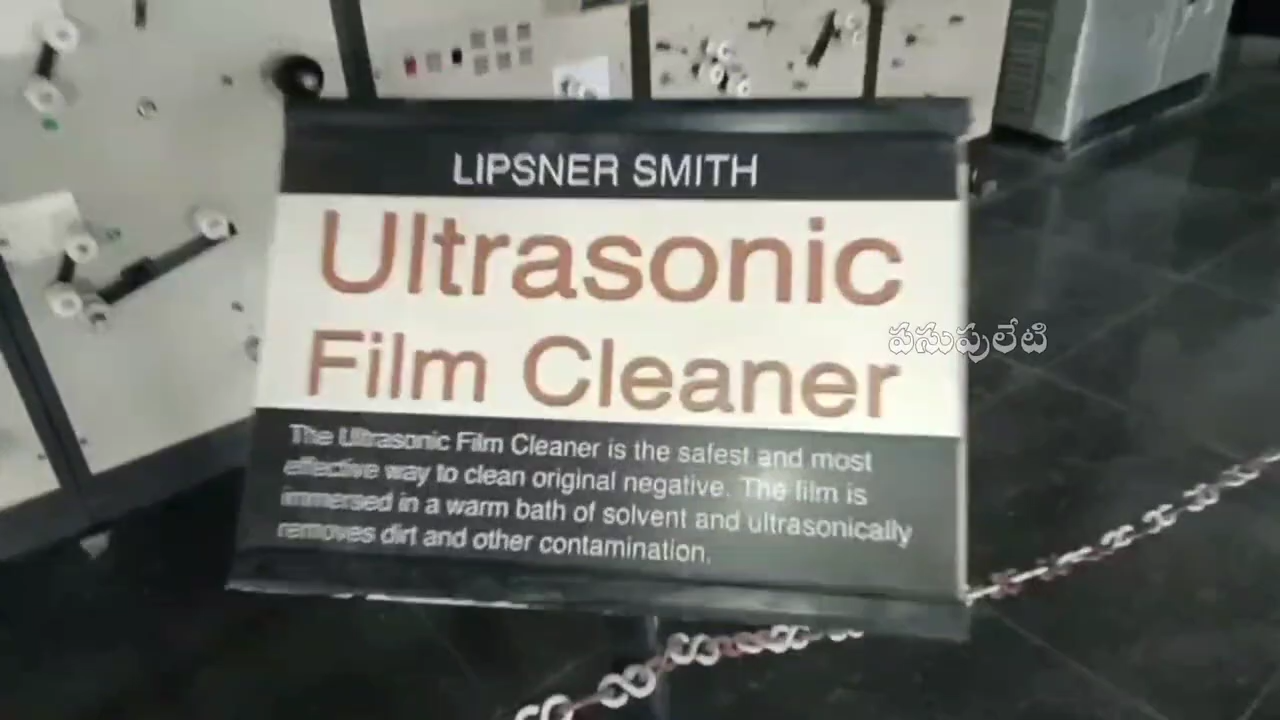 LIPSNER SMITH
Ultrasonic
Film Cleaner
పసుపులేటి
The Ultrasonic Film Cleaner is the safest and most
effective way to clean original negative. The film is
immersed in a warm bath of solvent and ultrasonically
removes dirt and other contamination.